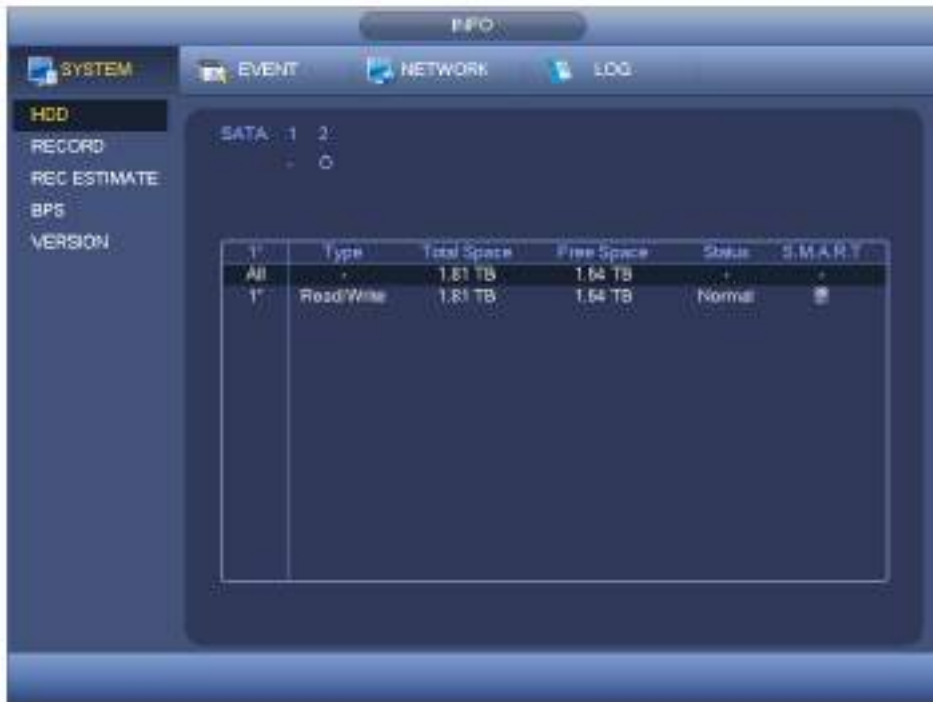 INFO
SYSTEM EVENT NETWORK LOG
HDD
RECORD
REC ESTIMATE
BPS
VERSION
SATA 1 2
- O
1* Type Total Space Free Space Status S.M.A.R.T
All - 1.81 TB 1.64 TB - -
1* Read/Write 1.81 TB 1.64 TB Normal